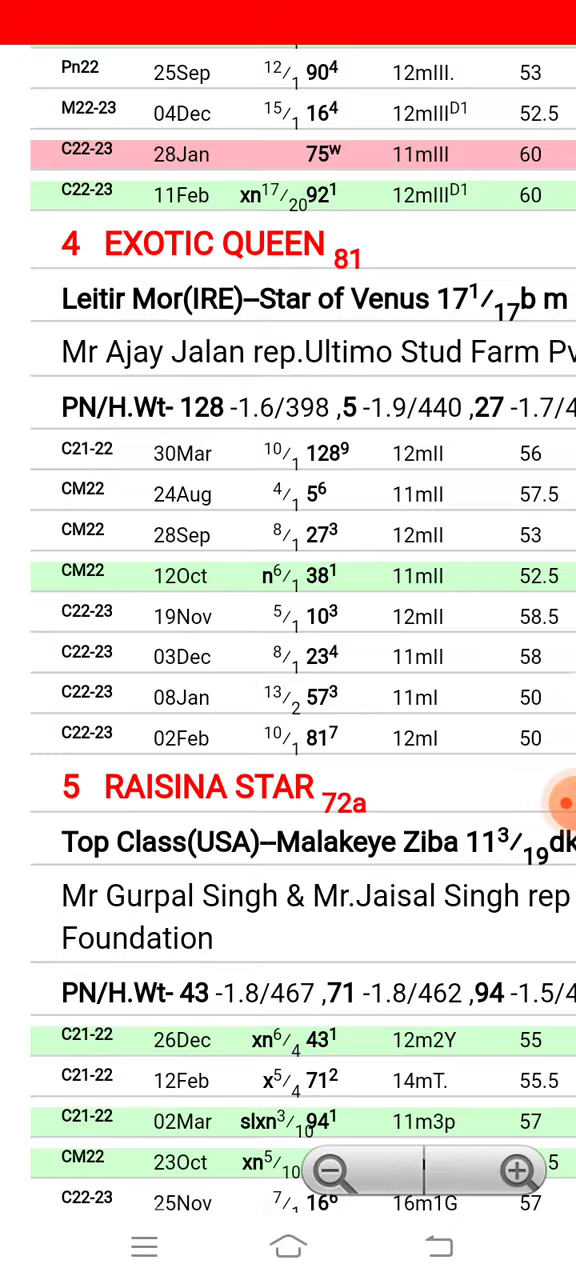 Pn22 25Sep 12/1 90⁴ 12mIII. 53
M22-23 04Dec 15/1 16⁴ 12mIIIᴰ¹ 52.5
C22-23 28Jan 75ʷ 11mIII 60
C22-23 11Feb xn17/20 92¹ 12mIIIᴰ¹ 60
4 EXOTIC QUEEN 81
Leitir Mor(IRE)–Star of Venus 17¹/17b m
Mr Ajay Jalan rep.Ultimo Stud Farm Pv
PN/H.Wt- 128 -1.6/398 ,5 -1.9/440 ,27 -1.7/4
C21-22 30Mar 10/1 128⁹ 12mII 56
CM22 24Aug 4/1 5⁶ 11mII 57.5
CM22 28Sep 8/1 27³ 12mII 53
CM22 12Oct n6/1 38¹ 11mII 52.5
C22-23 19Nov 5/1 10³ 12mII 58.5
C22-23 03Dec 8/1 23⁴ 11mII 58
C22-23 08Jan 13/2 57³ 11mI 50
C22-23 02Feb 10/1 81⁷ 12mI 50
5 RAISINA STAR 72a
Top Class(USA)–Malakeye Ziba 11³/19dk
Mr Gurpal Singh & Mr.Jaisal Singh rep
Foundation
PN/H.Wt- 43 -1.8/467 ,71 -1.8/462 ,94 -1.5/4
C21-22 26Dec xn6/4 43¹ 12m2Y 55
C21-22 12Feb x5/4 71² 14mT. 55.5
C21-22 02Mar slxn3/10 94¹ 11m3p 57
CM22 23Oct xn5/10 5
C22-23 25Nov 7/1 16⁶ 16m1G 57